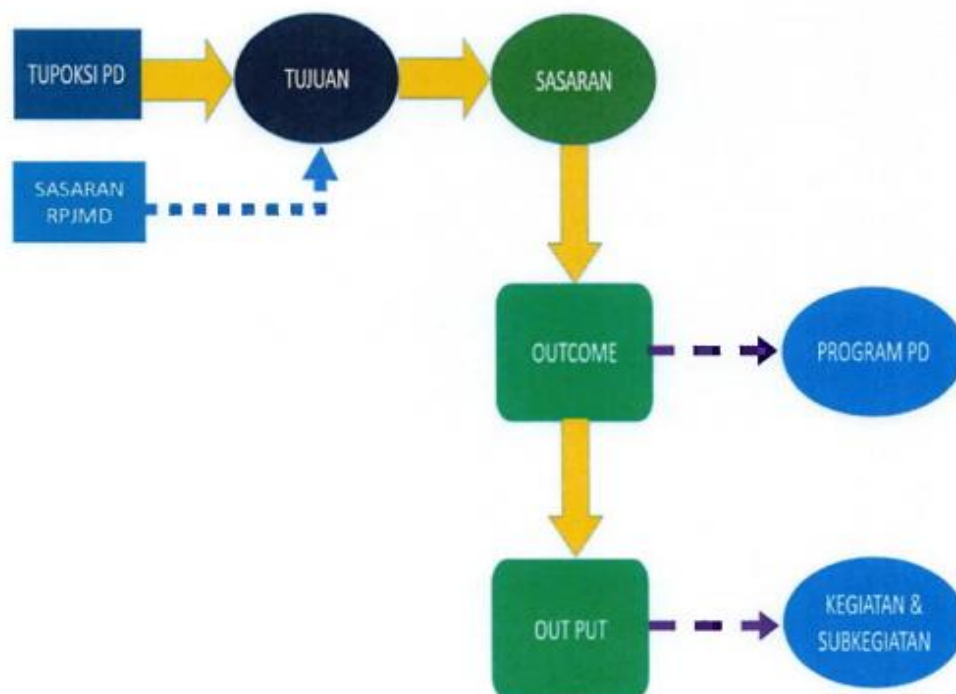 TUPOKSI PD
TUJUAN
SASARAN
SASARAN
RPJMD
OUTCOME
PROGRAM PD
OUT PUT
KEGIATAN &
SUBKEGIATAN